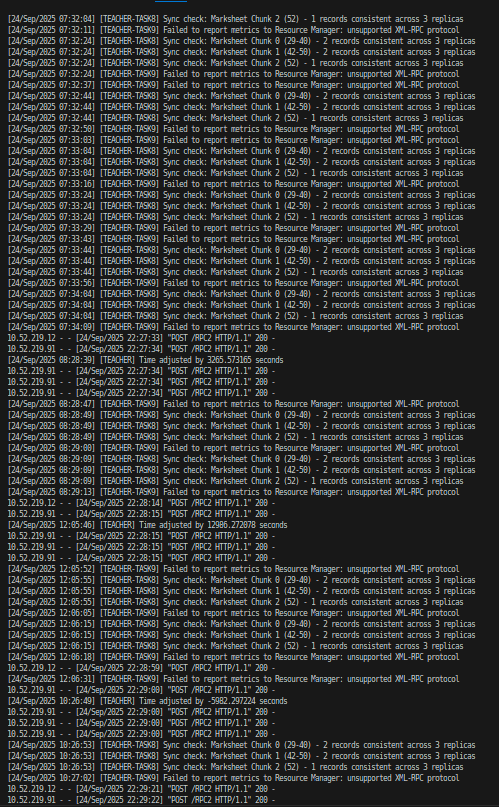 [24/Sep/2025 07:32:04] [TEACHER-TASK8] Sync check: Marksheet Chunk 2 (52) - 1 records consistent across 3 replicas
[24/Sep/2025 07:32:11] [TEACHER-TASK9] Failed to report metrics to Resource Manager: unsupported XML-RPC protocol
[24/Sep/2025 07:32:24] [TEACHER-TASK8] Sync check: Marksheet Chunk 0 (29-40) - 2 records consistent across 3 replicas
[24/Sep/2025 07:32:24] [TEACHER-TASK8] Sync check: Marksheet Chunk 1 (42-50) - 2 records consistent across 3 replicas
[24/Sep/2025 07:32:24] [TEACHER-TASK8] Sync check: Marksheet Chunk 2 (52) - 1 records consistent across 3 replicas
[24/Sep/2025 07:32:24] [TEACHER-TASK9] Failed to report metrics to Resource Manager: unsupported XML-RPC protocol
[24/Sep/2025 07:32:37] [TEACHER-TASK9] Failed to report metrics to Resource Manager: unsupported XML-RPC protocol
[24/Sep/2025 07:32:44] [TEACHER-TASK8] Sync check: Marksheet Chunk 0 (29-40) - 2 records consistent across 3 replicas
[24/Sep/2025 07:32:44] [TEACHER-TASK8] Sync check: Marksheet Chunk 1 (42-50) - 2 records consistent across 3 replicas
[24/Sep/2025 07:32:44] [TEACHER-TASK8] Sync check: Marksheet Chunk 2 (52) - 1 records consistent across 3 replicas
[24/Sep/2025 07:32:50] [TEACHER-TASK9] Failed to report metrics to Resource Manager: unsupported XML-RPC protocol
[24/Sep/2025 07:33:03] [TEACHER-TASK9] Failed to report metrics to Resource Manager: unsupported XML-RPC protocol
[24/Sep/2025 07:33:04] [TEACHER-TASK8] Sync check: Marksheet Chunk 0 (29-40) - 2 records consistent across 3 replicas
[24/Sep/2025 07:33:04] [TEACHER-TASK8] Sync check: Marksheet Chunk 1 (42-50) - 2 records consistent across 3 replicas
[24/Sep/2025 07:33:04] [TEACHER-TASK8] Sync check: Marksheet Chunk 2 (52) - 1 records consistent across 3 replicas
[24/Sep/2025 07:33:16] [TEACHER-TASK9] Failed to report metrics to Resource Manager: unsupported XML-RPC protocol
[24/Sep/2025 07:33:24] [TEACHER-TASK8] Sync check: Marksheet Chunk 0 (29-40) - 2 records consistent across 3 replicas
[24/Sep/2025 07:33:24] [TEACHER-TASK8] Sync check: Marksheet Chunk 1 (42-50) - 2 records consistent across 3 replicas
[24/Sep/2025 07:33:24] [TEACHER-TASK8] Sync check: Marksheet Chunk 2 (52) - 1 records consistent across 3 replicas
[24/Sep/2025 07:33:29] [TEACHER-TASK9] Failed to report metrics to Resource Manager: unsupported XML-RPC protocol
[24/Sep/2025 07:33:43] [TEACHER-TASK9] Failed to report metrics to Resource Manager: unsupported XML-RPC protocol
[24/Sep/2025 07:33:44] [TEACHER-TASK8] Sync check: Marksheet Chunk 0 (29-40) - 2 records consistent across 3 replicas
[24/Sep/2025 07:33:44] [TEACHER-TASK8] Sync check: Marksheet Chunk 1 (42-50) - 2 records consistent across 3 replicas
[24/Sep/2025 07:33:44] [TEACHER-TASK8] Sync check: Marksheet Chunk 2 (52) - 1 records consistent across 3 replicas
[24/Sep/2025 07:33:56] [TEACHER-TASK9] Failed to report metrics to Resource Manager: unsupported XML-RPC protocol
[24/Sep/2025 07:34:04] [TEACHER-TASK8] Sync check: Marksheet Chunk 0 (29-40) - 2 records consistent across 3 replicas
[24/Sep/2025 07:34:04] [TEACHER-TASK8] Sync check: Marksheet Chunk 1 (42-50) - 2 records consistent across 3 replicas
[24/Sep/2025 07:34:04] [TEACHER-TASK8] Sync check: Marksheet Chunk 2 (52) - 1 records consistent across 3 replicas
[24/Sep/2025 07:34:09] [TEACHER-TASK9] Failed to report metrics to Resource Manager: unsupported XML-RPC protocol
10.52.219.12 - - [24/Sep/2025 22:27:33] "POST /RPC2 HTTP/1.1" 200 -
10.52.219.91 - - [24/Sep/2025 22:27:34] "POST /RPC2 HTTP/1.1" 200 -
[24/Sep/2025 08:28:39] [TEACHER] Time adjusted by 3265.573165 seconds
10.52.219.91 - - [24/Sep/2025 22:27:34] "POST /RPC2 HTTP/1.1" 200 -
10.52.219.91 - - [24/Sep/2025 22:27:34] "POST /RPC2 HTTP/1.1" 200 -
10.52.219.91 - - [24/Sep/2025 22:27:34] "POST /RPC2 HTTP/1.1" 200 -
[24/Sep/2025 08:28:47] [TEACHER-TASK9] Failed to report metrics to Resource Manager: unsupported XML-RPC protocol
[24/Sep/2025 08:28:49] [TEACHER-TASK8] Sync check: Marksheet Chunk 0 (29-40) - 2 records consistent across 3 replicas
[24/Sep/2025 08:28:49] [TEACHER-TASK8] Sync check: Marksheet Chunk 1 (42-50) - 2 records consistent across 3 replicas
[24/Sep/2025 08:28:49] [TEACHER-TASK8] Sync check: Marksheet Chunk 2 (52) - 1 records consistent across 3 replicas
[24/Sep/2025 08:29:00] [TEACHER-TASK9] Failed to report metrics to Resource Manager: unsupported XML-RPC protocol
[24/Sep/2025 08:29:09] [TEACHER-TASK8] Sync check: Marksheet Chunk 0 (29-40) - 2 records consistent across 3 replicas
[24/Sep/2025 08:29:09] [TEACHER-TASK8] Sync check: Marksheet Chunk 1 (42-50) - 2 records consistent across 3 replicas
[24/Sep/2025 08:29:09] [TEACHER-TASK8] Sync check: Marksheet Chunk 2 (52) - 1 records consistent across 3 replicas
[24/Sep/2025 08:29:13] [TEACHER-TASK9] Failed to report metrics to Resource Manager: unsupported XML-RPC protocol
10.52.219.12 - - [24/Sep/2025 22:28:14] "POST /RPC2 HTTP/1.1" 200 -
10.52.219.91 - - [24/Sep/2025 22:28:15] "POST /RPC2 HTTP/1.1" 200 -
[24/Sep/2025 12:05:46] [TEACHER] Time adjusted by 12986.272078 seconds
10.52.219.91 - - [24/Sep/2025 22:28:15] "POST /RPC2 HTTP/1.1" 200 -
10.52.219.91 - - [24/Sep/2025 22:28:15] "POST /RPC2 HTTP/1.1" 200 -
10.52.219.91 - - [24/Sep/2025 22:28:15] "POST /RPC2 HTTP/1.1" 200 -
[24/Sep/2025 12:05:52] [TEACHER-TASK9] Failed to report metrics to Resource Manager: unsupported XML-RPC protocol
[24/Sep/2025 12:05:55] [TEACHER-TASK8] Sync check: Marksheet Chunk 0 (29-40) - 2 records consistent across 3 replicas
[24/Sep/2025 12:05:55] [TEACHER-TASK8] Sync check: Marksheet Chunk 1 (42-50) - 2 records consistent across 3 replicas
[24/Sep/2025 12:05:55] [TEACHER-TASK8] Sync check: Marksheet Chunk 2 (52) - 1 records consistent across 3 replicas
[24/Sep/2025 12:06:05] [TEACHER-TASK9] Failed to report metrics to Resource Manager: unsupported XML-RPC protocol
[24/Sep/2025 12:06:15] [TEACHER-TASK8] Sync check: Marksheet Chunk 0 (29-40) - 2 records consistent across 3 replicas
[24/Sep/2025 12:06:15] [TEACHER-TASK8] Sync check: Marksheet Chunk 1 (42-50) - 2 records consistent across 3 replicas
[24/Sep/2025 12:06:15] [TEACHER-TASK8] Sync check: Marksheet Chunk 2 (52) - 1 records consistent across 3 replicas
[24/Sep/2025 12:06:18] [TEACHER-TASK9] Failed to report metrics to Resource Manager: unsupported XML-RPC protocol
10.52.219.12 - - [24/Sep/2025 22:28:59] "POST /RPC2 HTTP/1.1" 200 -
[24/Sep/2025 12:06:31] [TEACHER-TASK9] Failed to report metrics to Resource Manager: unsupported XML-RPC protocol
10.52.219.91 - - [24/Sep/2025 22:29:00] "POST /RPC2 HTTP/1.1" 200 -
[24/Sep/2025 10:26:49] [TEACHER] Time adjusted by -5982.297224 seconds
10.52.219.91 - - [24/Sep/2025 22:29:00] "POST /RPC2 HTTP/1.1" 200 -
10.52.219.91 - - [24/Sep/2025 22:29:00] "POST /RPC2 HTTP/1.1" 200 -
10.52.219.91 - - [24/Sep/2025 22:29:00] "POST /RPC2 HTTP/1.1" 200 -
[24/Sep/2025 10:26:53] [TEACHER-TASK8] Sync check: Marksheet Chunk 0 (29-40) - 2 records consistent across 3 replicas
[24/Sep/2025 10:26:53] [TEACHER-TASK8] Sync check: Marksheet Chunk 1 (42-50) - 2 records consistent across 3 replicas
[24/Sep/2025 10:26:53] [TEACHER-TASK8] Sync check: Marksheet Chunk 2 (52) - 1 records consistent across 3 replicas
[24/Sep/2025 10:27:02] [TEACHER-TASK9] Failed to report metrics to Resource Manager: unsupported XML-RPC protocol
10.52.219.12 - - [24/Sep/2025 22:29:21] "POST /RPC2 HTTP/1.1" 200 -
10.52.219.91 - - [24/Sep/2025 22:29:22] "POST /RPC2 HTTP/1.1" 200 -